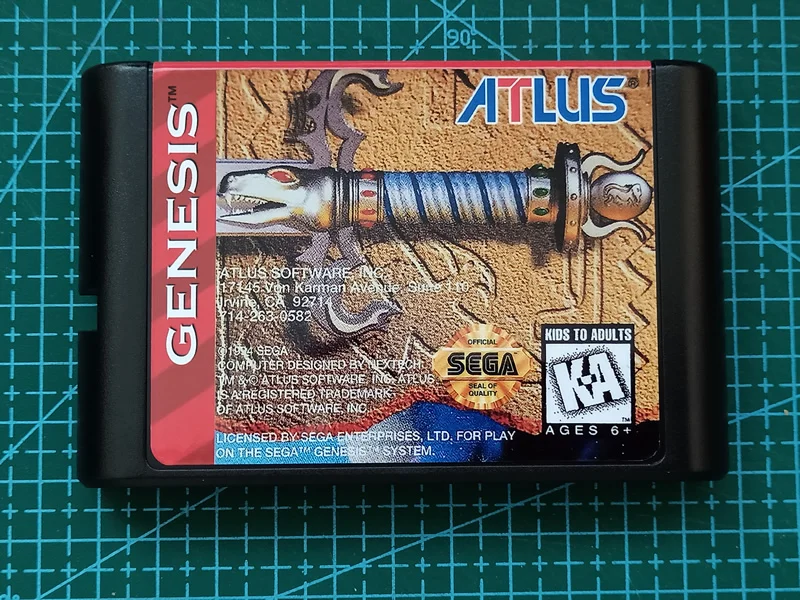 90
GENESIS™
ATLUS®
ATLUS SOFTWARE, INC.
17145 Von Karman Avenue, Suite 110
Irvine, CA 92714
714-263-0582
©1994 SEGA
COMPUTER DESIGNED BY NEXTECH
TM & © ATLUS SOFTWARE, INC. ATLUS
IS A REGISTERED TRADEMARK
OF ATLUS SOFTWARE, INC.
OFFICIAL
SEGA
SEAL OF
QUALITY
KIDS TO ADULTS
K-A
™
AGES 6+
LICENSED BY SEGA ENTERPRISES, LTD. FOR PLAY
ON THE SEGA™ GENESIS™ SYSTEM.